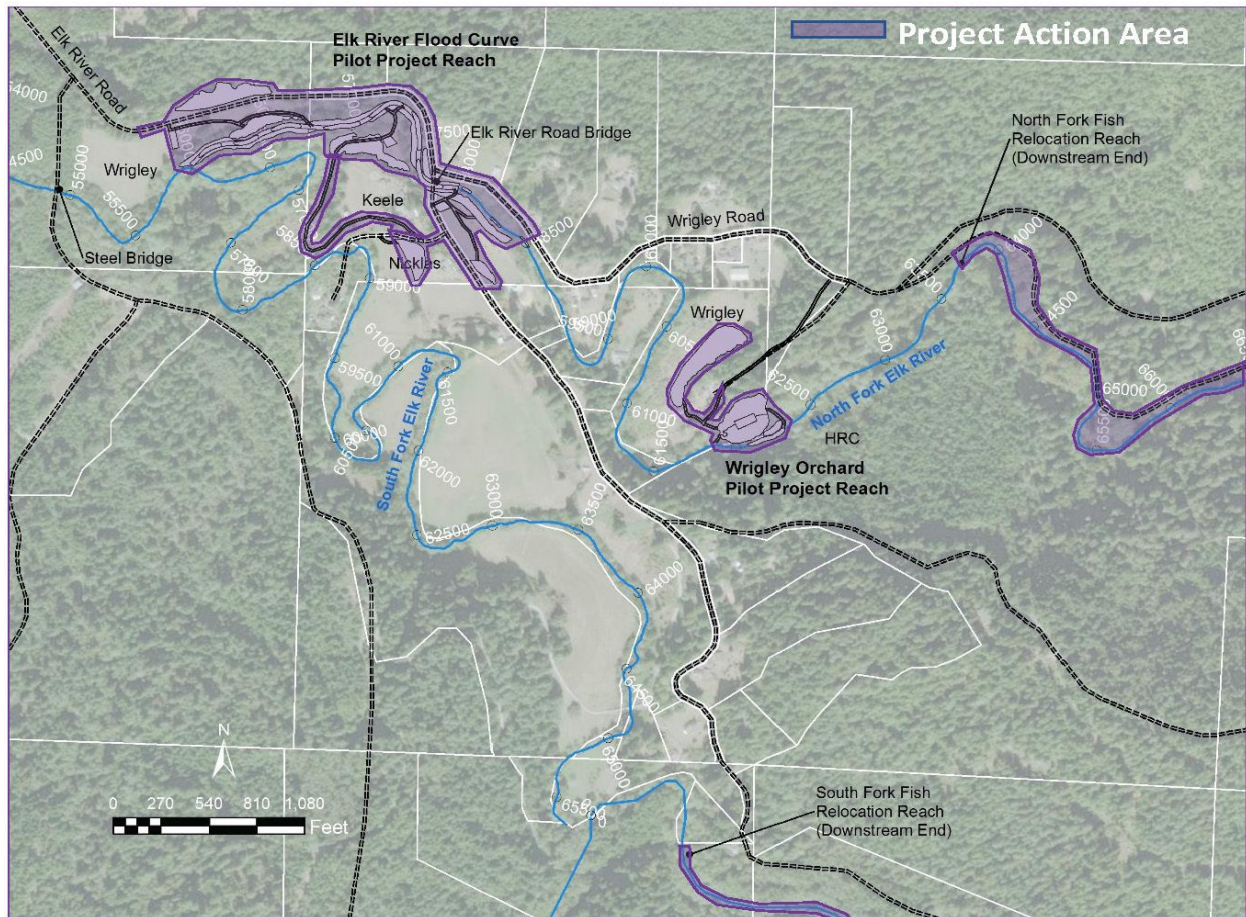 Project Action Area
Elk River Flood Curve
Pilot Project Reach
Elk River Road
Elk River Road Bridge
North Fork Fish
Relocation Reach
(Downstream End)
Wrigley
Keele
Wrigley Road
Steel Bridge
Nicklas
Wrigley
North Fork Elk River
HRC
Wrigley Orchard
Pilot Project Reach
South Fork Elk River
54500
55000
55500
59000
59500
61000
61500
62000
62500
63000
63500
64000
64500
65000
65500
61000
61500
62500
63000
4500
65000
N
0 270 540 810 1,080
Feet
South Fork Fish
Relocation Reach
(Downstream End)